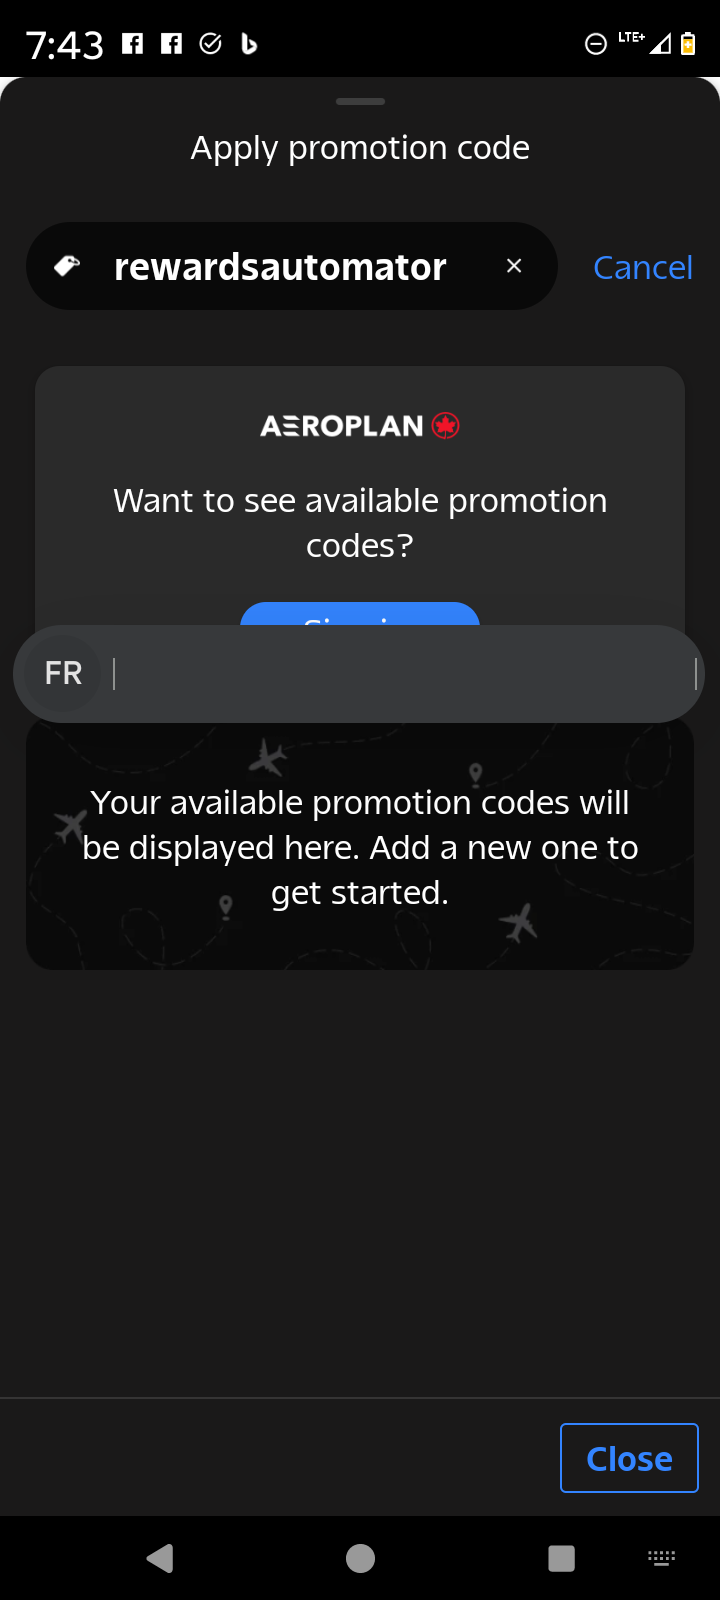 7:43
LTE+
Apply promotion code
rewardsautomator
Cancel
AEROPLAN
Want to see available promotion
codes?
FR
Your available promotion codes will
be displayed here. Add a new one to
get started.
Close